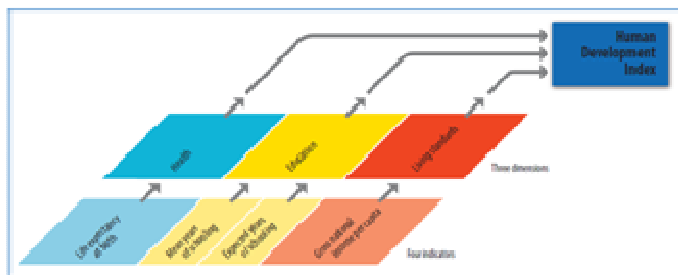 Human
Development
Index
Health
Education
Living standards
Three dimensions
Life expectancy
at birth
Mean years
of schooling
Expected years
of schooling
Gross national
income per capita
Four indicators